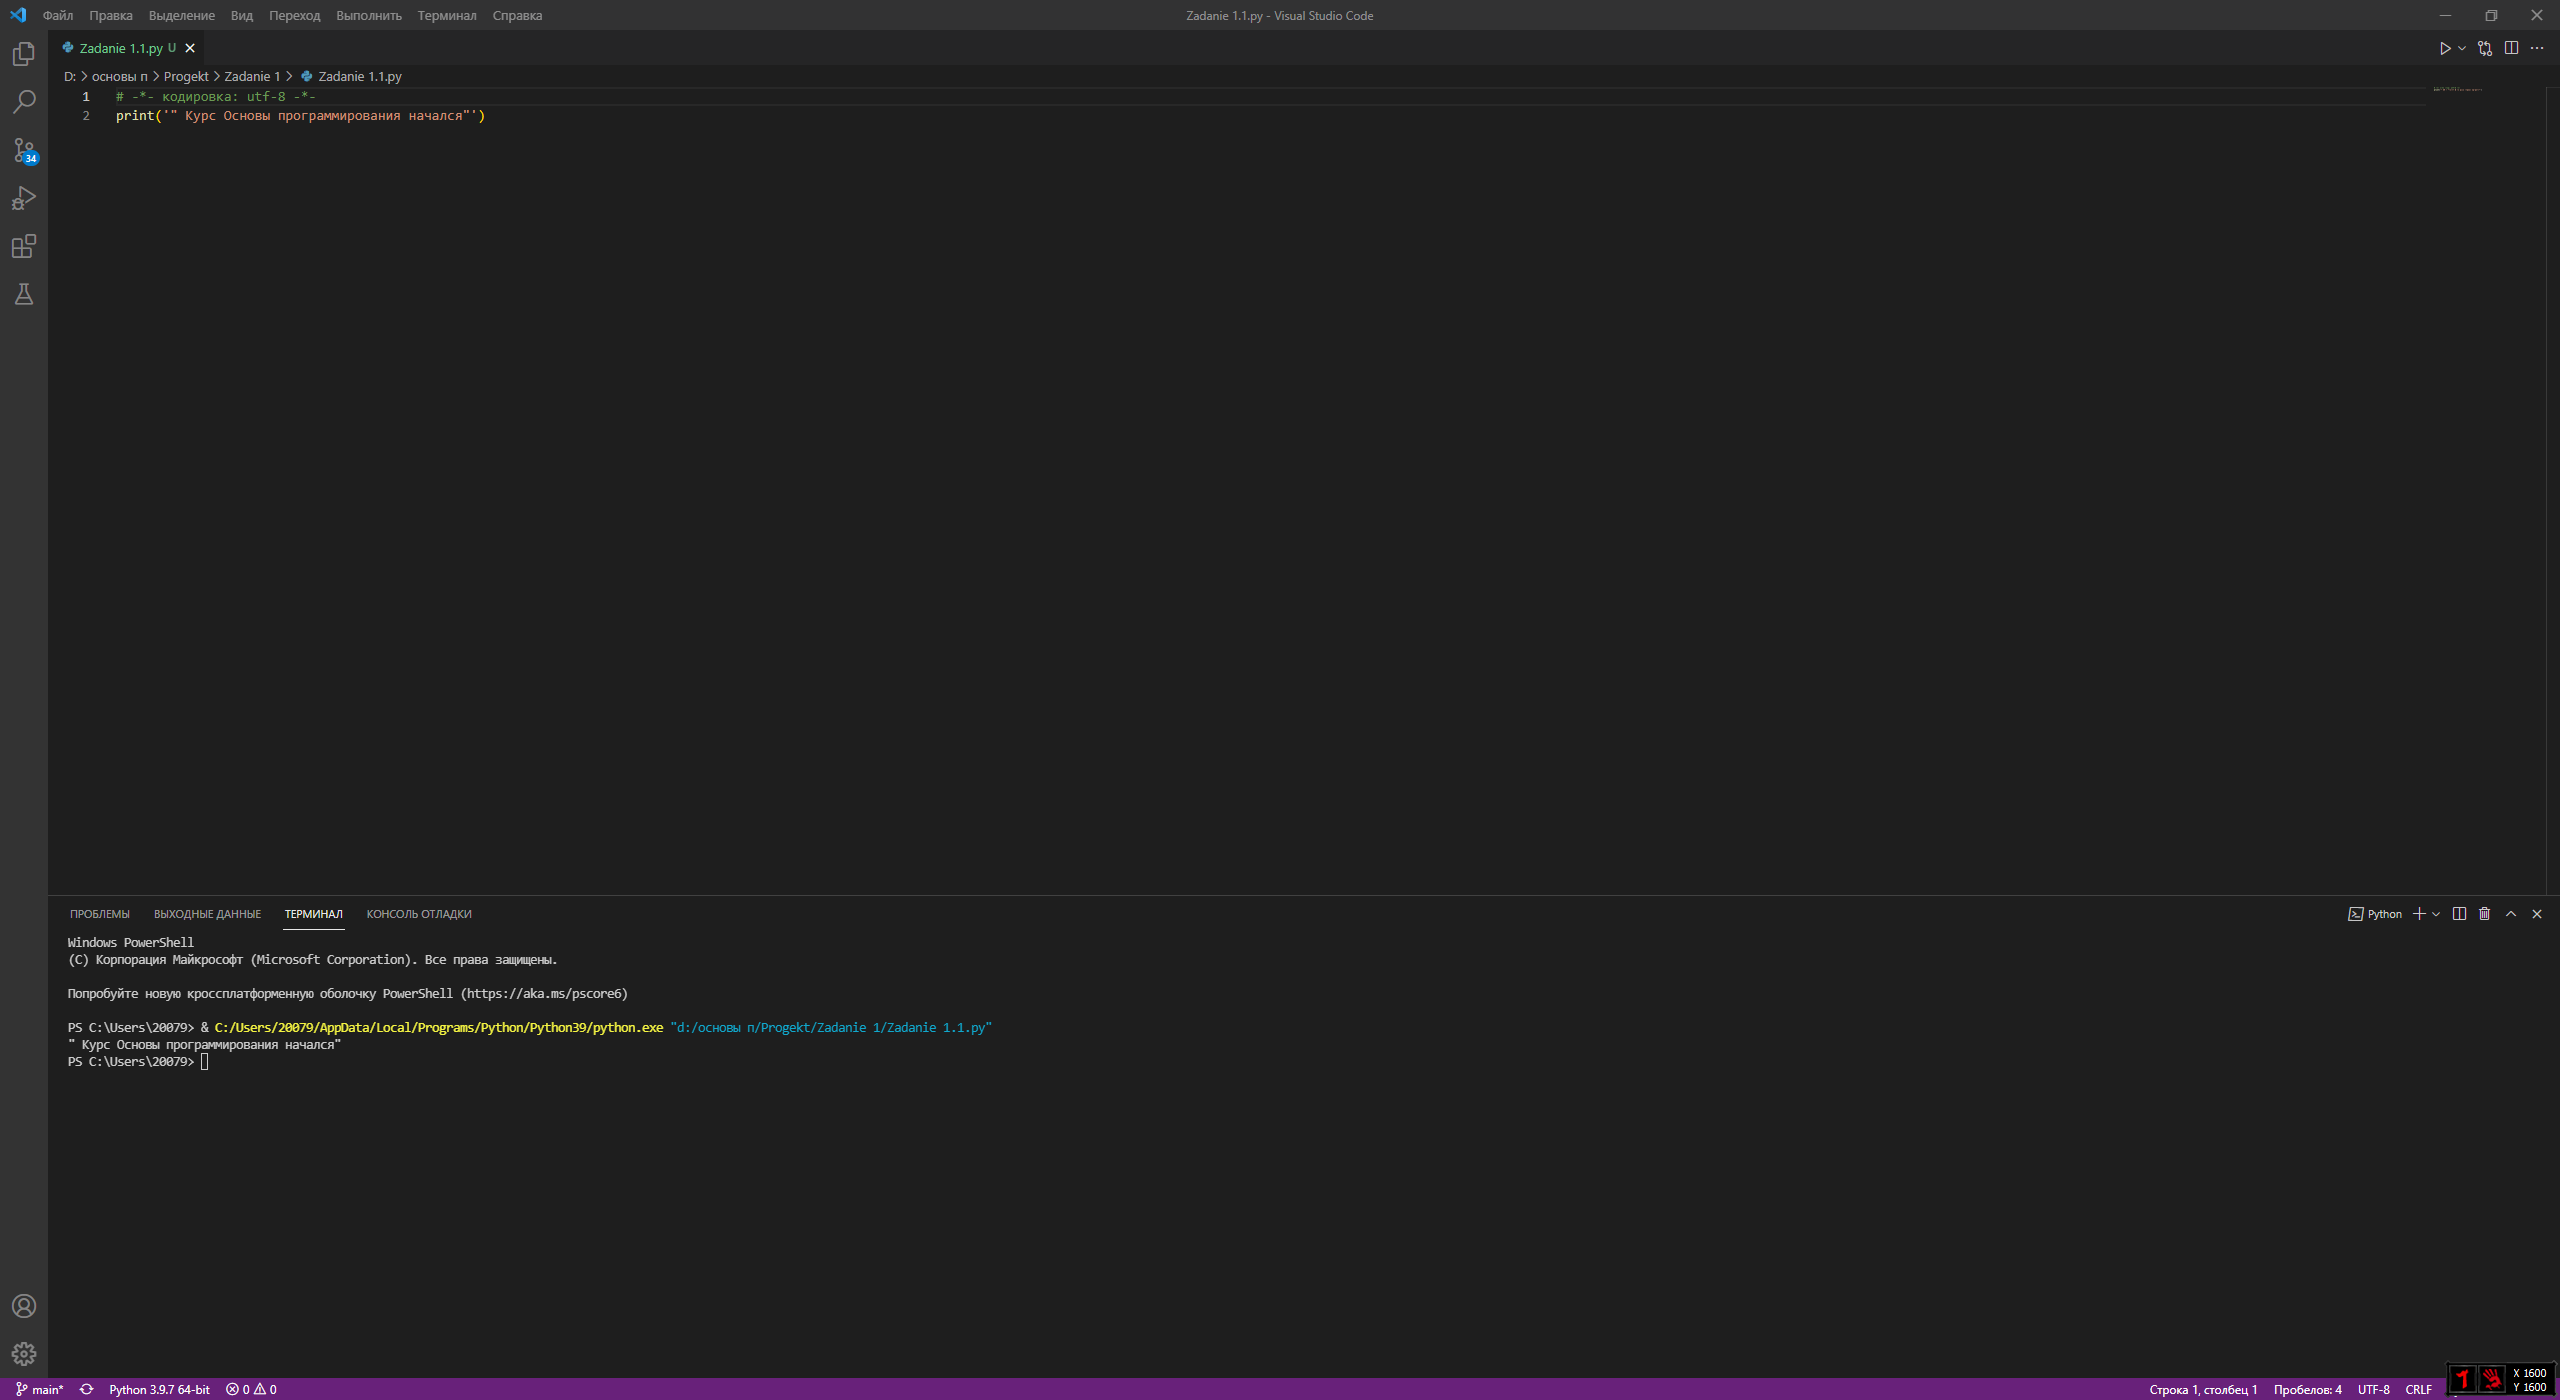 Файл Правка Выделение Вид Переход Выполнить Терминал Справка Zadanie 1.1.py - Visual Studio Code
Zadanie 1.1.py U
D: > основы п > Progekt > Zadanie 1 > Zadanie 1.1.py
1 # -*- кодировка: utf-8 -*-
2 print('" Курс Основы программирования начался"')
34
ПРОБЛЕМЫ ВЫХОДНЫЕ ДАННЫЕ ТЕРМИНАЛ КОНСОЛЬ ОТЛАДКИ Python
Windows PowerShell
(C) Корпорация Майкрософт (Microsoft Corporation). Все права защищены.
Попробуйте новую кроссплатформенную оболочку PowerShell (https://aka.ms/pscore6)
PS C:\Users\20079> & C:/Users/20079/AppData/Local/Programs/Python/Python39/python.exe "d:/основы п/Progekt/Zadanie 1/Zadanie 1.1.py"
" Курс Основы программирования начался"
PS C:\Users\20079>
main* Python 3.9.7 64-bit 0 0 Строка 1, столбец 1 Пробелов: 4 UTF-8 CRLF
X 1600
Y 1600